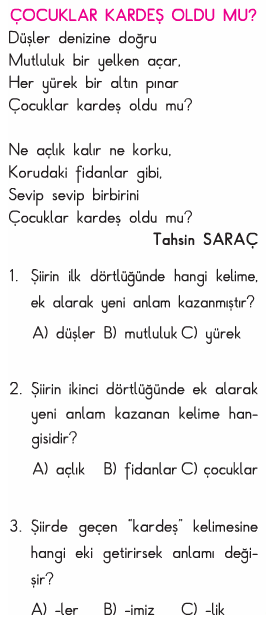 ÇOCUKLAR KARDEŞ OLDU MU?
Düşler denizine doğru
Mutluluk bir yelken açar,
Her yürek bir altın pınar
Çocuklar kardeş oldu mu?
Ne açlık kalır ne korku,
Korudaki fidanlar gibi,
Sevip sevip birbirini
Çocuklar kardeş oldu mu?
Tahsin SARAÇ
1. Şiirin ilk dörtlüğünde hangi kelime,
ek alarak yeni anlam kazanmıştır?
A) düşler B) mutluluk C) yürek
2. Şiirin ikinci dörtlüğünde ek alarak
yeni anlam kazanan kelime han-
gisidir?
A) açlık B) fidanlar C) çocuklar
3. Şiirde geçen "kardeş" kelimesine
hangi eki getirirsek anlamı deği-
şir?
A) -ler B) -imiz C) -lik